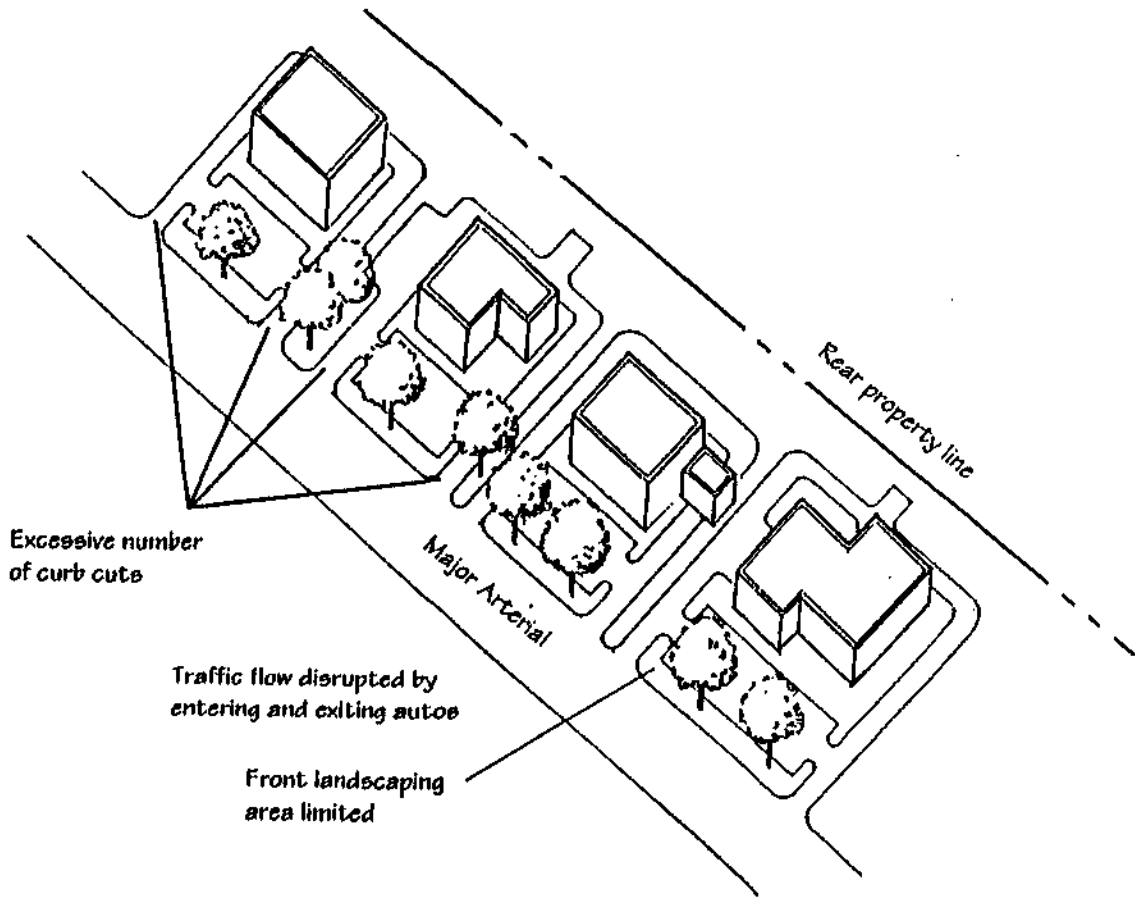 Rear property line
Excessive number
of curb cuts
Major Arterial
Traffic flow disrupted by
entering and exiting autos
Front landscaping
area limited